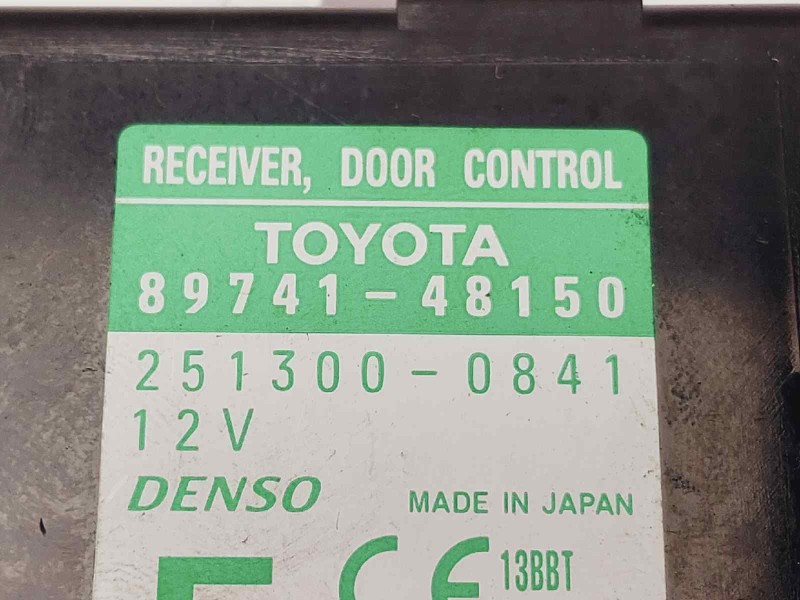 RECEIVER, DOOR CONTROL
TOYOTA
89741-48150
251300-0841
12V
DENSO MADE IN JAPAN
CE 13BBT